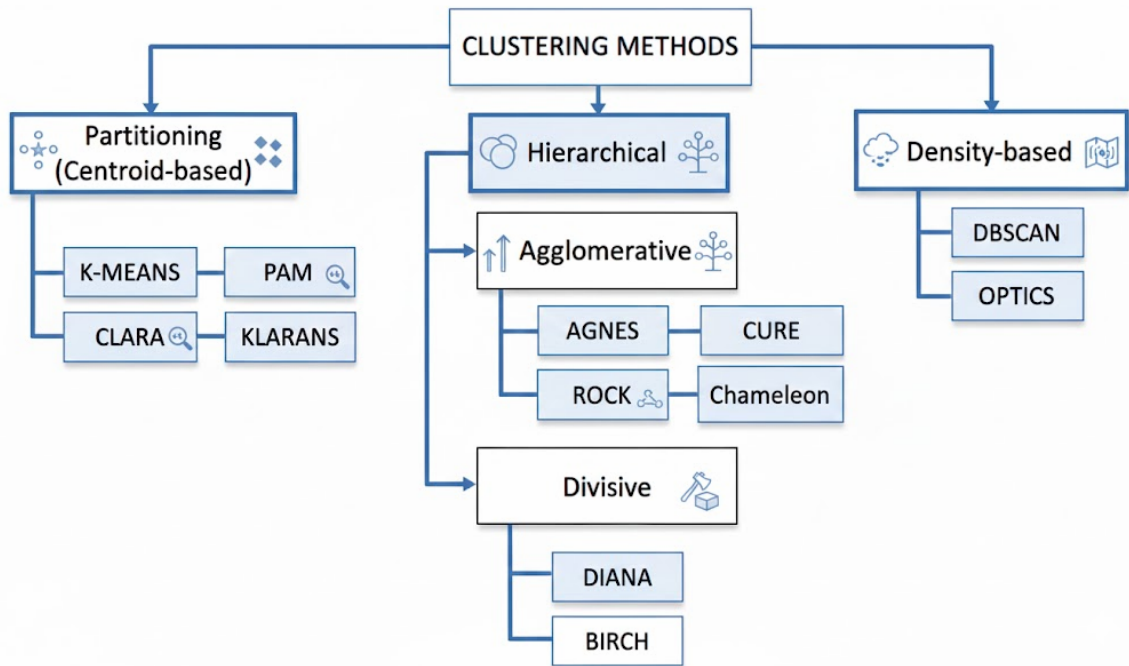 CLUSTERING METHODS
Partitioning
(Centroid-based)
Hierarchical
Density-based
K-MEANS
PAM
CLARA
KLARANS
Agglomerative
AGNES
CURE
ROCK
Chameleon
Divisive
DIANA
BIRCH
DBSCAN
OPTICS